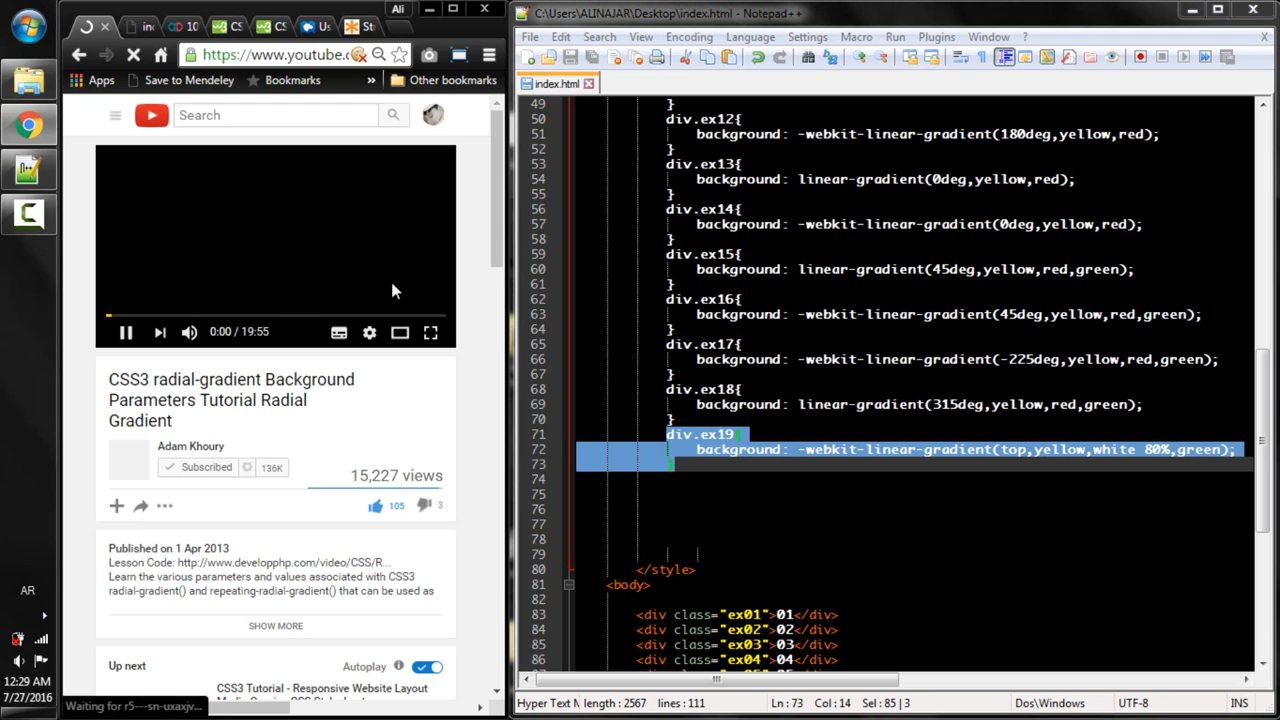 Ali
inc
10
CS
CS
Us
St
https://www.youtube.c
Apps
Save to Mendeley
Bookmarks
»
Other bookmarks
Search
0:00 / 19:55
CSS3 radial-gradient Background
Parameters Tutorial Radial
Gradient
Adam Khoury
Subscribed
136K
15,227 views
105
3
Published on 1 Apr 2013
Lesson Code: http://www.developphp.com/video/CSS/R...
Learn the various parameters and values associated with CSS3
radial-gradient() and repeating-radial-gradient() that can be used as
SHOW MORE
Up next
Autoplay
CSS3 Tutorial - Responsive Website Layout
Waiting for r5---sn-uxaxjv...
AR
12:29 AM
7/27/2016
C:\Users\ALINAJAR\Desktop\index.html - Notepad++
File Edit Search View Encoding Language Settings Macro Run Plugins Window ?
index.html
49 }
50 div.ex12{
51 background: -webkit-linear-gradient(180deg,yellow,red);
52 }
53 div.ex13{
54 background: linear-gradient(0deg,yellow,red);
55 }
56 div.ex14{
57 background: -webkit-linear-gradient(0deg,yellow,red);
58 }
59 div.ex15{
60 background: linear-gradient(45deg,yellow,red,green);
61 }
62 div.ex16{
63 background: -webkit-linear-gradient(45deg,yellow,red,green);
64 }
65 div.ex17{
66 background: -webkit-linear-gradient(-225deg,yellow,red,green);
67 }
68 div.ex18{
69 background: linear-gradient(315deg,yellow,red,green);
70 }
71 div.ex19{
72 background: -webkit-linear-gradient(top,yellow,white 80%,green);
73 }
74
75
76
77
78
79
80 </style>
81 <body>
82
83 <div class="ex01">01</div>
84 <div class="ex02">02</div>
85 <div class="ex03">03</div>
86 <div class="ex04">04</div>
Hyper Text M length : 2567 lines : 111 Ln : 73 Col : 14 Sel : 85 | 3 Dos\Windows UTF-8 INS